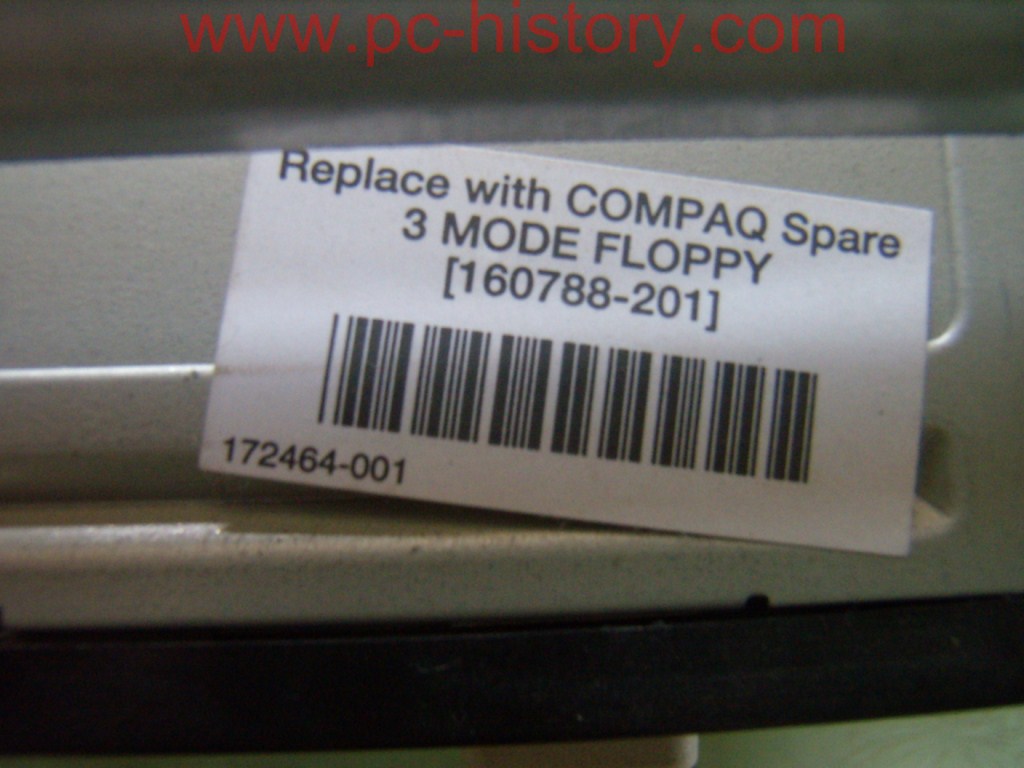 www.pc-history.com
Replace with COMPAQ Spare
3 MODE FLOPPY
[160788-201]
172464-001